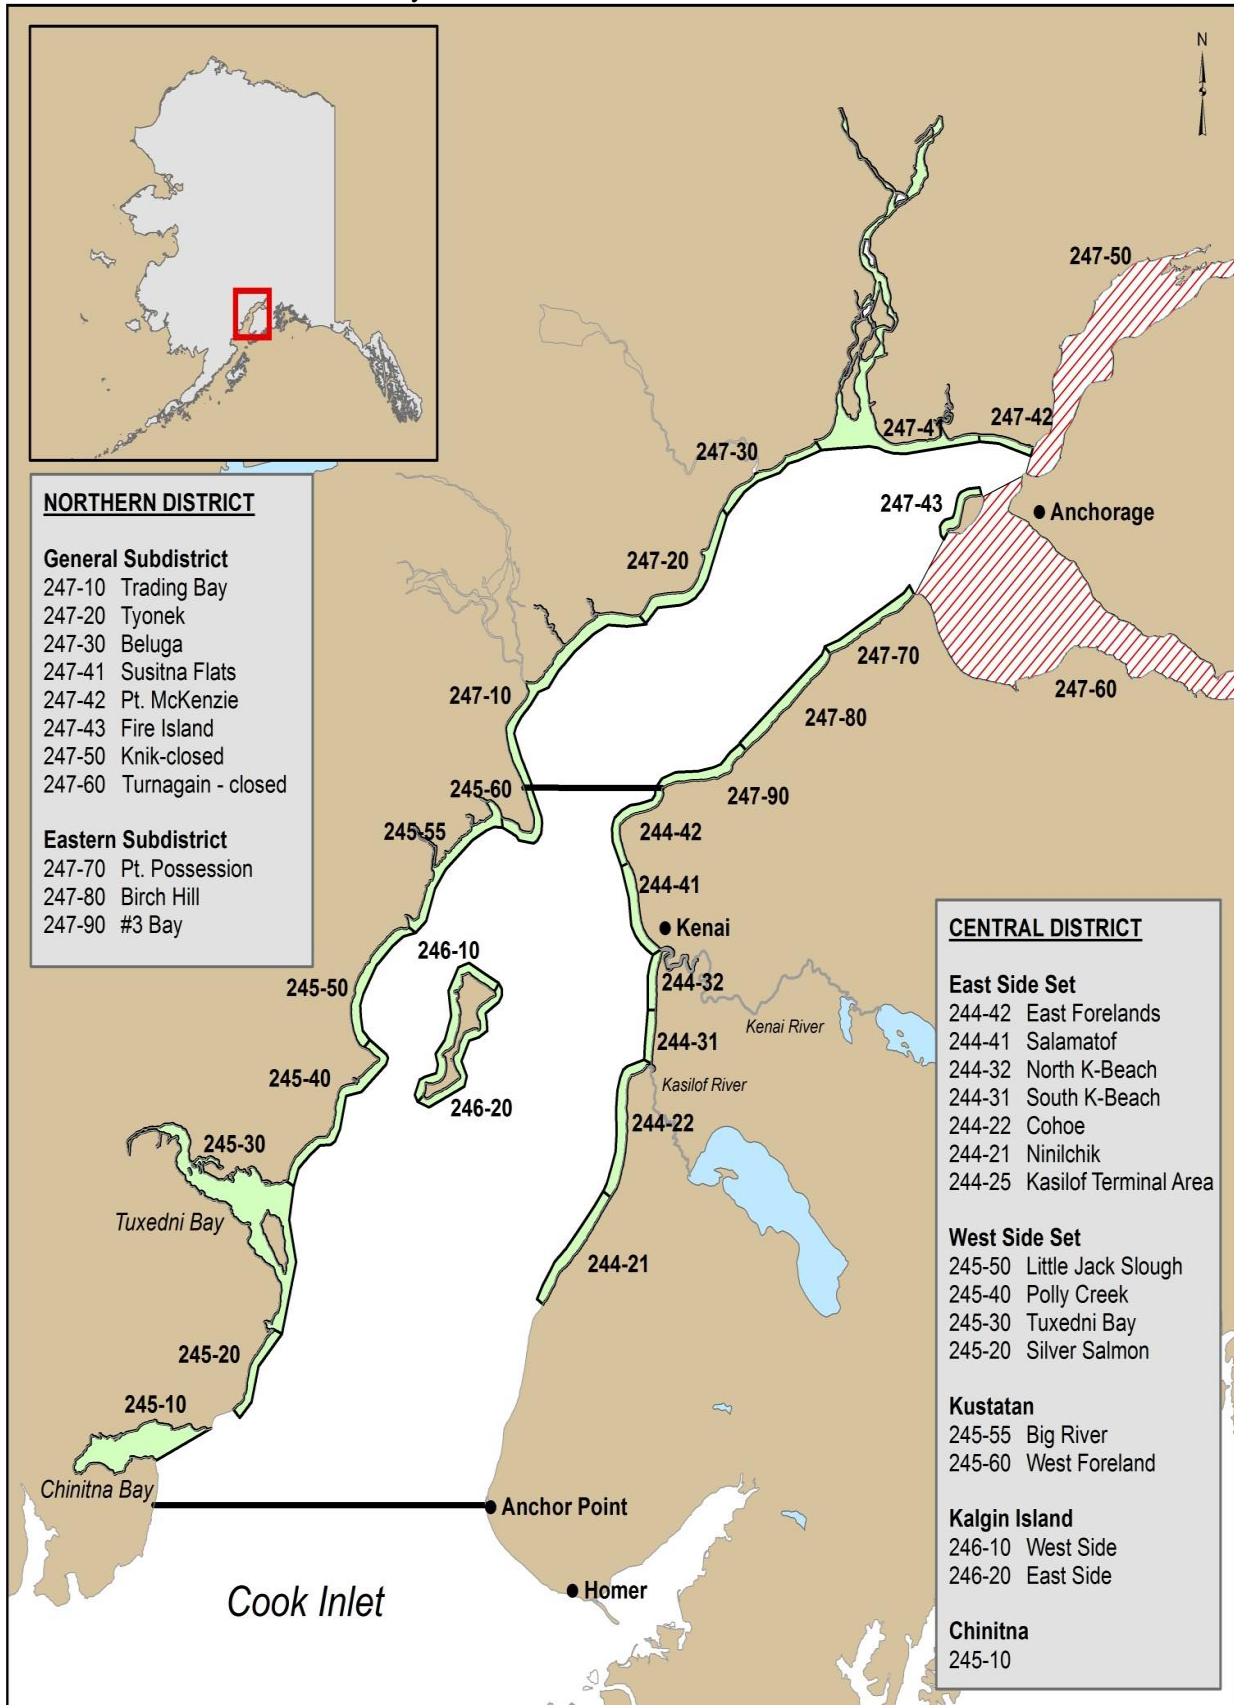 N
247-50
247-42
247-41
247-30
247-43
Anchorage
247-20
247-70
247-60
247-10
247-80
245-60
247-90
245-55
244-42
244-41
Kenai
246-10
245-50
244-32
Kenai River
244-31
245-40
Kasilof River
246-20
244-22
245-30
Tuxedni Bay
244-21
245-20
245-10
Chinitna Bay
Anchor Point
Homer
Cook Inlet
NORTHERN DISTRICT
General Subdistrict
247-10 Trading Bay
247-20 Tyonek
247-30 Beluga
247-41 Susitna Flats
247-42 Pt. McKenzie
247-43 Fire Island
247-50 Knik-closed
247-60 Turnagain - closed
Eastern Subdistrict
247-70 Pt. Possession
247-80 Birch Hill
247-90 #3 Bay
CENTRAL DISTRICT
East Side Set
244-42 East Forelands
244-41 Salamatof
244-32 North K-Beach
244-31 South K-Beach
244-22 Cohoe
244-21 Ninilchik
244-25 Kasilof Terminal Area
West Side Set
245-50 Little Jack Slough
245-40 Polly Creek
245-30 Tuxedni Bay
245-20 Silver Salmon
Kustatan
245-55 Big River
245-60 West Foreland
Kalgin Island
246-10 West Side
246-20 East Side
Chinitna
245-10